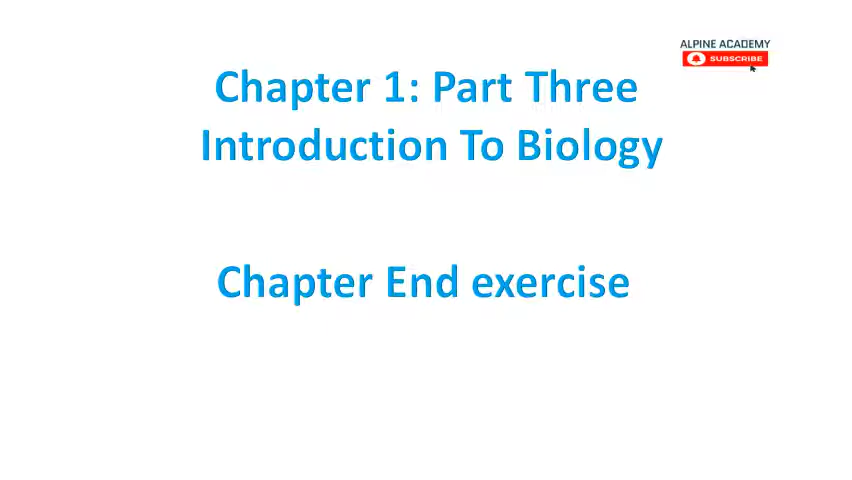 ALPINE ACADEMY
SUBSCRIBE
Chapter 1: Part Three
Introduction To Biology
Chapter End exercise